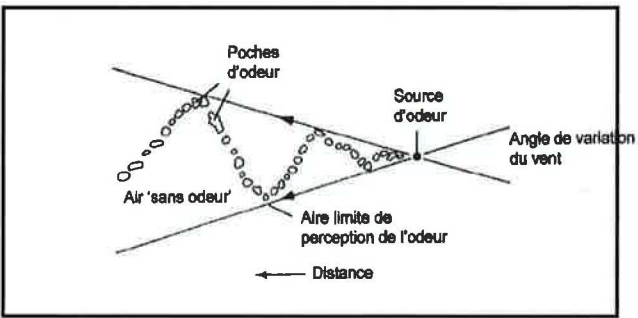 Poches
d'odeur
Source
d'odeur
Angle de variation
du vent
Air 'sans odeur'
Aire limite de
perception de l'odeur
Distance